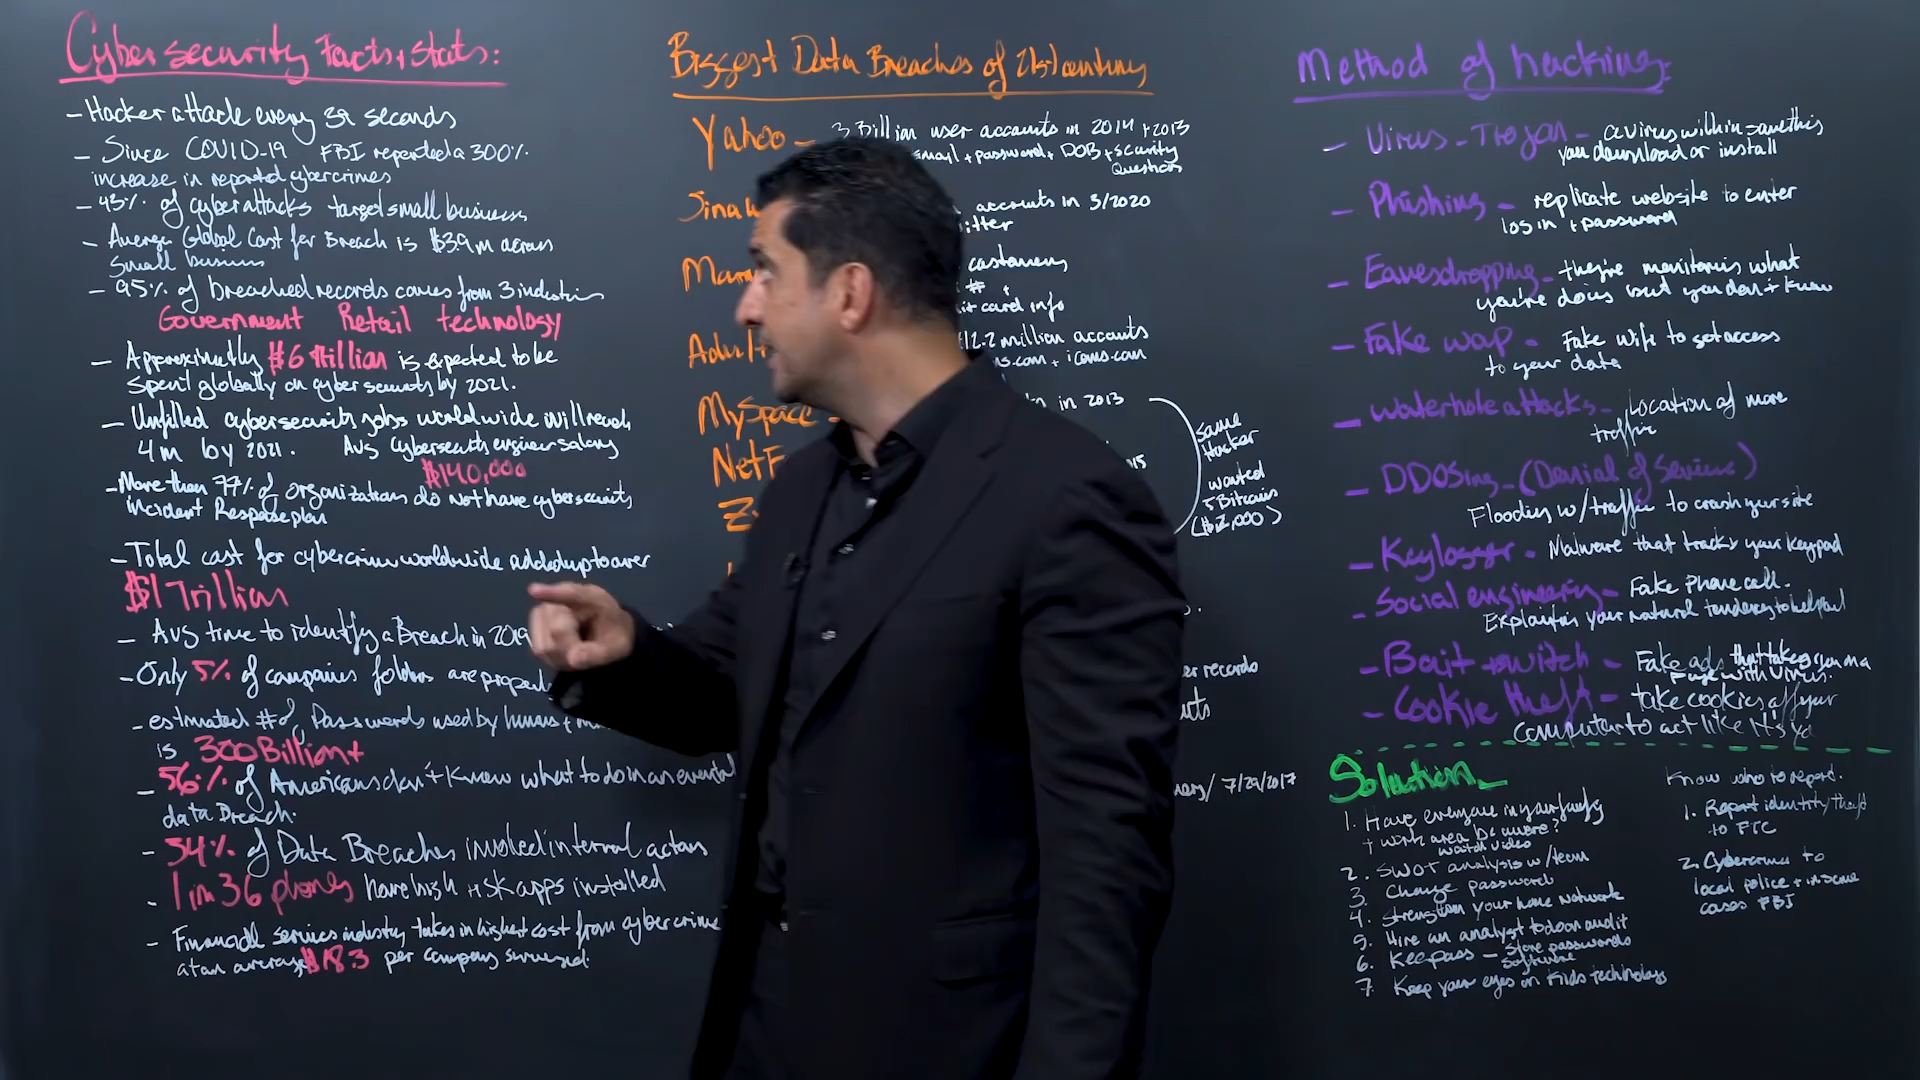 Cybersecurity Facts + Stats:
- Hacker attack every 39 seconds
- Since COVID-19 FBI reported a 300%
increase in reported cybercrimes
- 43% of cyberattacks target small business
- Average Global Cost for Breach is $3.9m across
small business
- 95% of breached records comes from 3 industries
Government Retail technology
- Approximately $6 trillion is expected to be
spent globally on cybersecurity by 2021.
- Unfilled cybersecurity jobs worldwide will reach
4m by 2021. Avg Cybersecurity engineer salary
$140,000
- More than 77% of organizations do not have cybersecurity
incident Response plan
- Total cost for cybercrime worldwide added up to over
$1 Trillion
- Avg time to identify a Breach in 2019
- Only 5% of companies folders are
- estimated # of Passwords used by humans +
is 300 Billion+
- 56% of Americans don't know what to do in an event of
data Breach.
- 34% of Data Breaches involved internal actors
- 1 in 36 phones have high risk apps installed
- Financial services industry takes in highest cost from cybercrime
at an average $18.3 per company surveyed.
Biggest Data Breaches of 21st century
Yahoo - 3 Billion user accounts in 2014 + 2013
email + password + DOB + Security
Questions
Sina
accounts in 3/2020
Mar
customers
# +
card info
412.2 million accounts
+ icams.com
MySpace -
in 2013
NetF
15
same
Hacker
wanted
5 Bitcoin
($2,000)
records
7/29/2017
Method of hacking:
- Virus - Trojan - a virus within something
you download or install
- Phishing - replicate website to enter
log in + password
- Eavesdropping - they're monitoring what
you're doing but you don't know
- Fake wap - Fake wifi to get access
to your data
- Waterhole attacks - Location of more
traffic
- DDOSing - (Denial of Service)
Flooding w/ traffic to crash your site
- Keylogger - Malware that tracks your keypad
- Social engineering - Fake phone call.
Exploiting your natural tendency to help out
- Bait + switch - Fake ads that takes you to a
page with virus.
- Cookie theft - take cookies off your
computer to act like it's you
Solution
1. Have everyone in your family
+ work area be aware?
watch video
2. SWOT analysis w/ team
3. Change password
4. Strengthen your home network
5. Hire an analyst to do an audit
6. Keepass - Store passwords
software
7. Keep your eyes on kids technology
Know who to report.
1. Report identity theft
to FTC
2. Cybercrime to
local police + in some
cases FBI